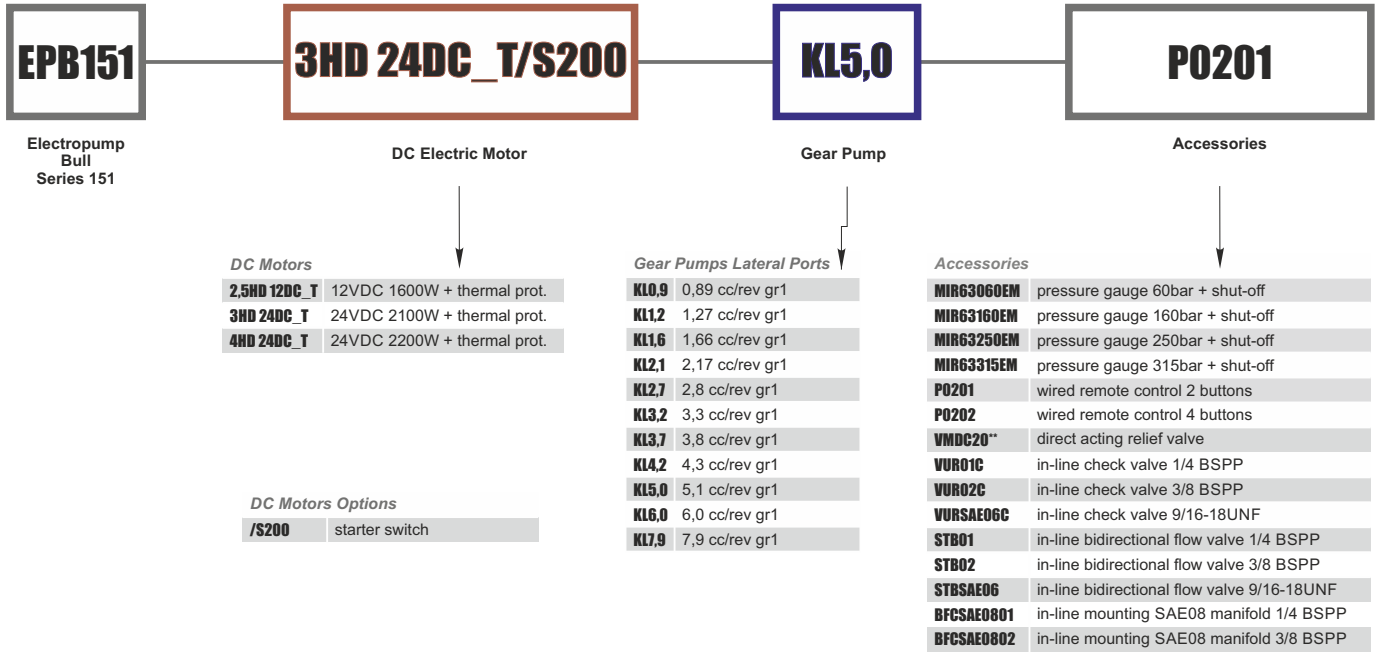 EPB151
3HD 24DC_T/S200
KL5,0
P0201
Electropump
Bull
Series 151
DC Electric Motor
Gear Pump
Accessories
DC Motors
2,5HD 12DC_T 12VDC 1600W + thermal prot.
3HD 24DC_T 24VDC 2100W + thermal prot.
4HD 24DC_T 24VDC 2200W + thermal prot.
DC Motors Options
/S200 starter switch
Gear Pumps Lateral Ports
KL0,9 0,89 cc/rev gr1
KL1,2 1,27 cc/rev gr1
KL1,6 1,66 cc/rev gr1
KL2,1 2,17 cc/rev gr1
KL2,7 2,8 cc/rev gr1
KL3,2 3,3 cc/rev gr1
KL3,7 3,8 cc/rev gr1
KL4,2 4,3 cc/rev gr1
KL5,0 5,1 cc/rev gr1
KL6,0 6,0 cc/rev gr1
KL7,9 7,9 cc/rev gr1
Accessories
MIR63060EM pressure gauge 60bar + shut-off
MIR63160EM pressure gauge 160bar + shut-off
MIR63250EM pressure gauge 250bar + shut-off
MIR63315EM pressure gauge 315bar + shut-off
P0201 wired remote control 2 buttons
P0202 wired remote control 4 buttons
VMDC20** direct acting relief valve
VUR01C in-line check valve 1/4 BSPP
VUR02C in-line check valve 3/8 BSPP
VURSAE06C in-line check valve 9/16-18UNF
STB01 in-line bidirectional flow valve 1/4 BSPP
STB02 in-line bidirectional flow valve 3/8 BSPP
STBSAE06 in-line bidirectional flow valve 9/16-18UNF
BFCSAE0801 in-line mounting SAE08 manifold 1/4 BSPP
BFCSAE0802 in-line mounting SAE08 manifold 3/8 BSPP